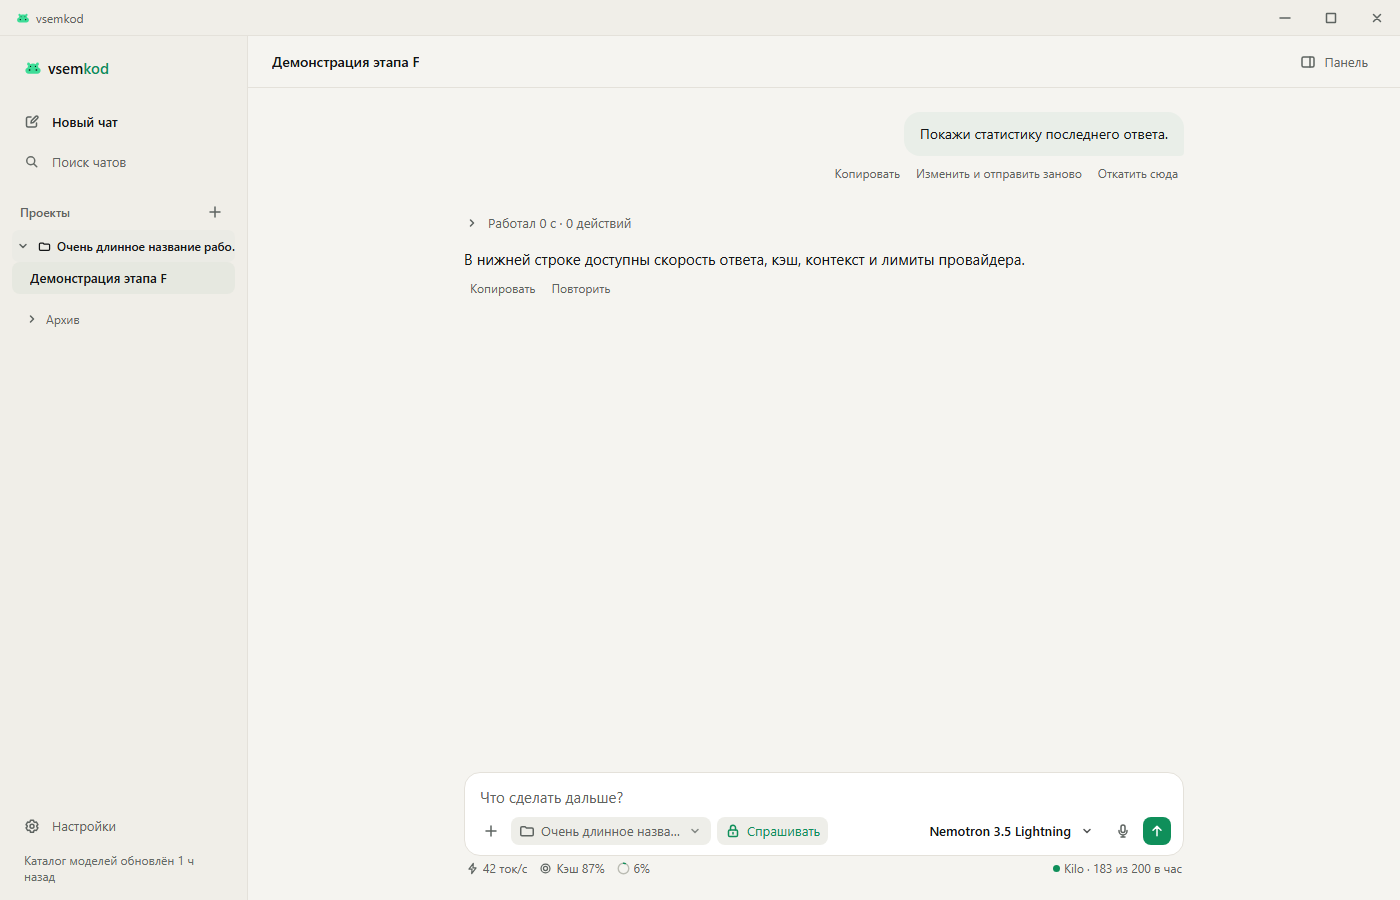 vsemkod
vsemkod
Новый чат
Поиск чатов
Проекты
Очень длинное название рабо.
Демонстрация этапа F
Архив
Настройки
Каталог моделей обновлён 1 ч
назад
Демонстрация этапа F
Панель
Покажи статистику последнего ответа.
Копировать Изменить и отправить заново Откатить сюда
Работал 0 с · 0 действий
В нижней строке доступны скорость ответа, кэш, контекст и лимиты провайдера.
Копировать Повторить
Что сделать дальше?
Очень длинное назва... Спрашивать Nemotron 3.5 Lightning
42 ток/с Кэш 87% 6% Kilo · 183 из 200 в час